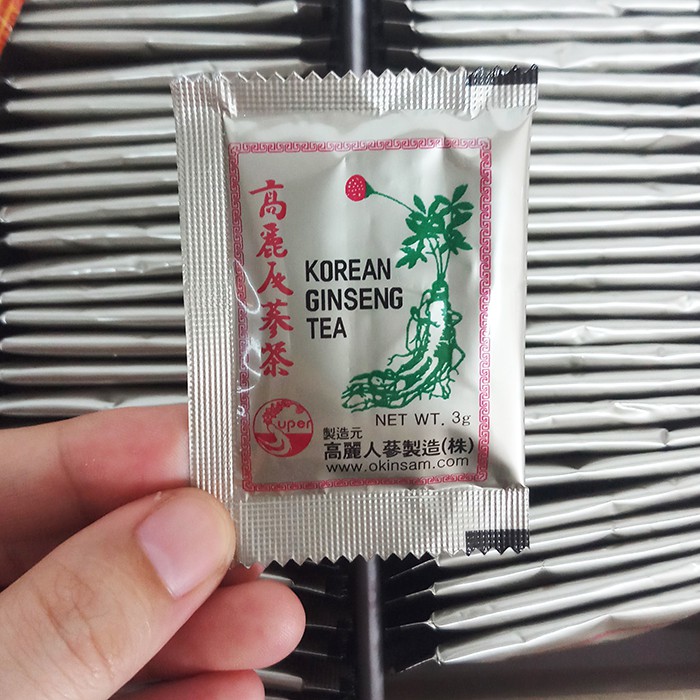 高麗人蔘茶
KOREAN
GINSENG
TEA
NET WT. 3g
Super
製造元
高麗人蔘製造(株)
www.okinsam.com